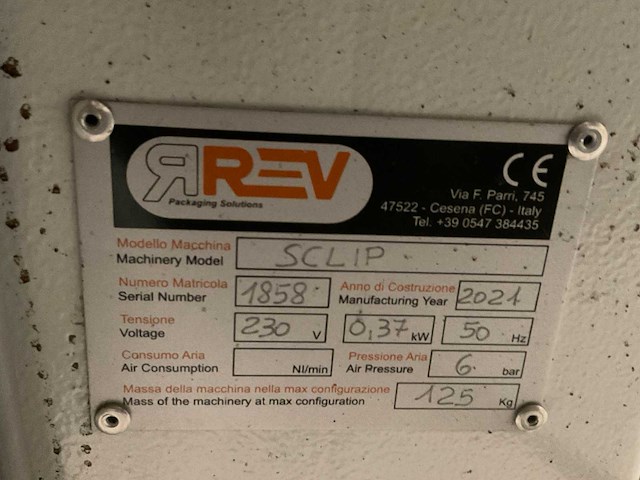 ЯREV
Packaging Solutions
CE
Via F. Parri, 745
47522 - Cesena (FC) - Italy
Tel. +39 0547 384435
Modello Macchina
Machinery Model
SCLIP
Numero Matricola
Serial Number
1858
Anno di Costruzione
Manufacturing Year
2021
Tensipne
Voltage
230 V
0,37 kW
50 Hz
Consumo Aria
Air Consumption
Nl/min
Pressione Aria
Air Pressure
6 bar
Massa della macchina nella max configurazione
Mass of the machinery at max configuration
125 Kg